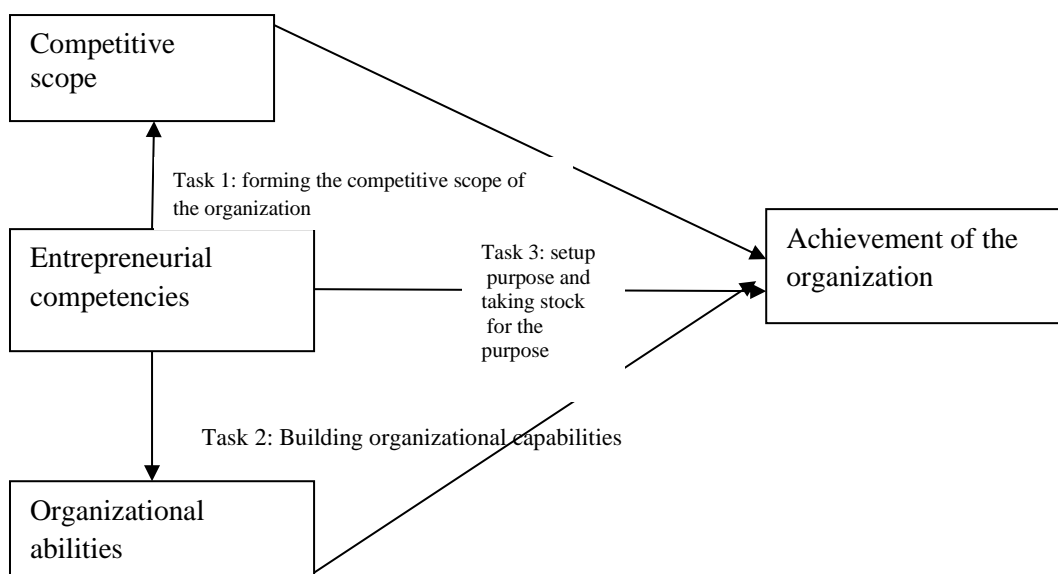 Competitive
scope
Task 1: forming the competitive scope of
the organization
Entrepreneurial
competencies
Task 3: setup
purpose and
taking stock
for the
purpose
Achievement of the
organization
Task 2: Building organizational capabilities
Organizational
abilities